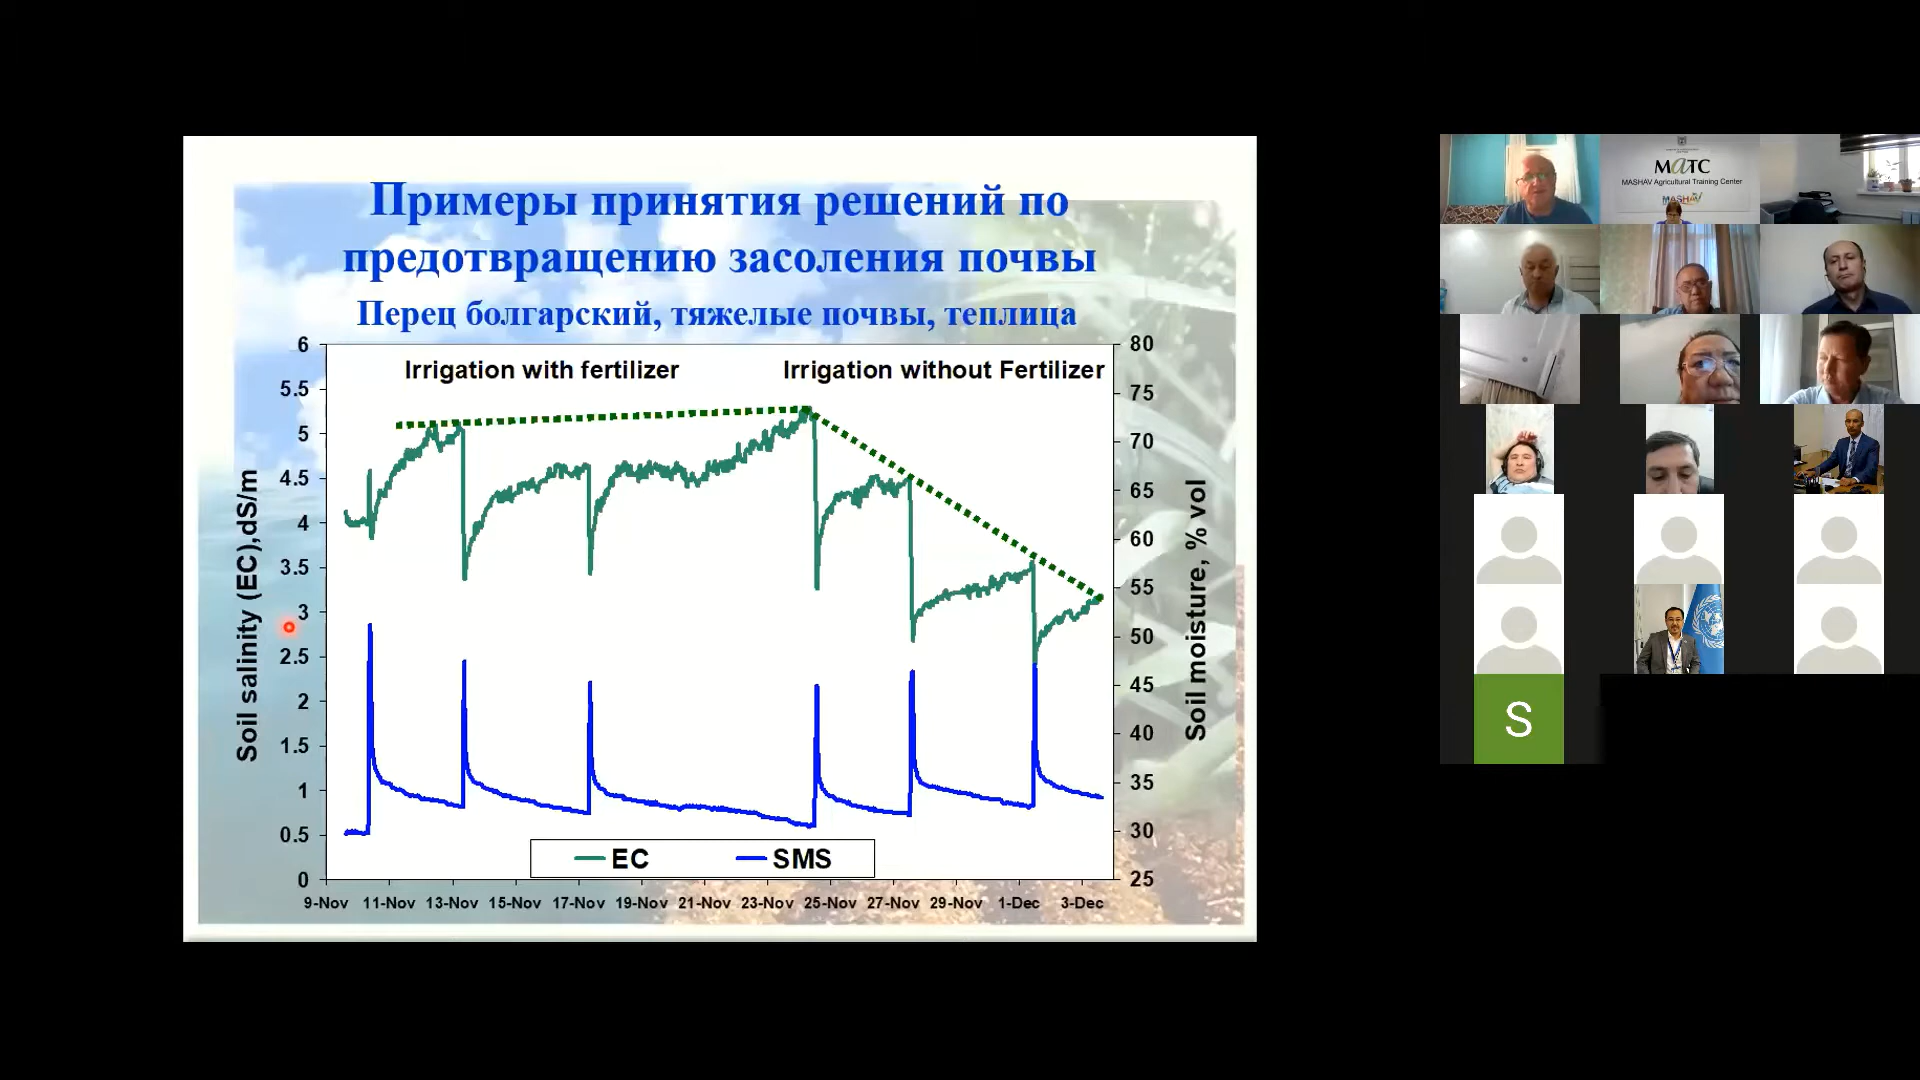 Примеры принятия решений по
предотвращению засоления почвы
Перец болгарский, тяжелые почвы, теплица
Irrigation with fertilizer
Irrigation without Fertilizer
Soil salinity (EC),dS/m
6
5.5
5
4.5
4
3.5
3
2.5
2
1.5
1
0.5
0
80
75
70
65
60
55
50
45
40
35
30
25
Soil moisture, % vol
EC
SMS
9-Nov 11-Nov 13-Nov 15-Nov 17-Nov 19-Nov 21-Nov 23-Nov 25-Nov 27-Nov 29-Nov 1-Dec 3-Dec
MATC
MASHAV Agricultural Training Center
MASHAV
S